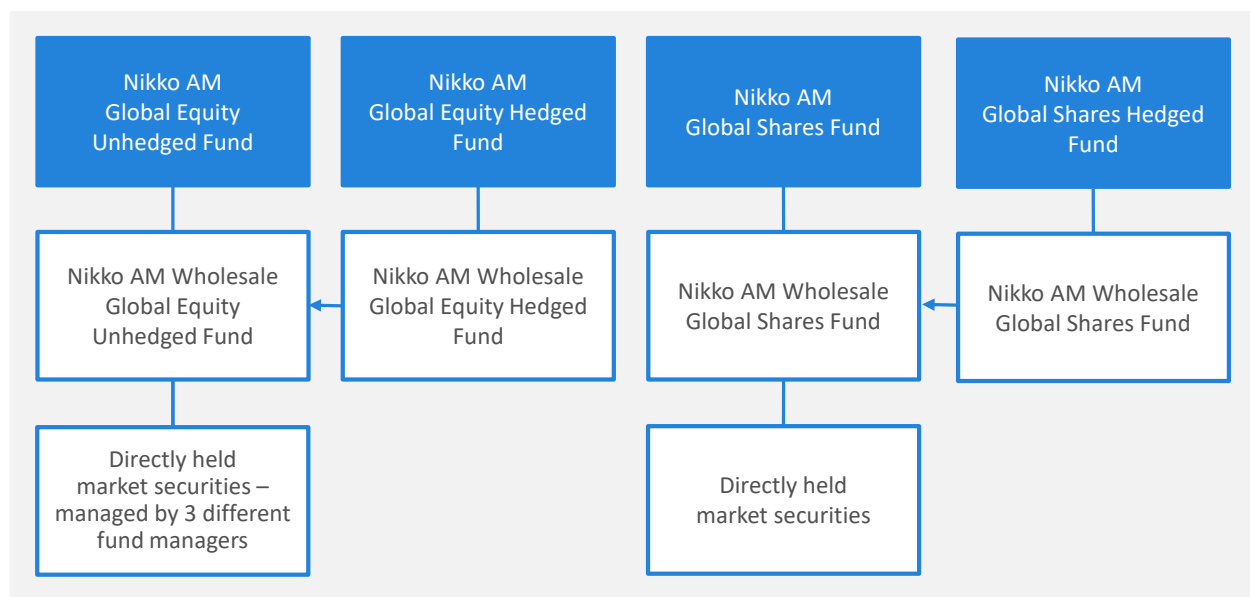 Nikko AM
Global Equity
Unhedged Fund
Nikko AM
Global Equity Hedged
Fund
Nikko AM
Global Shares Fund
Nikko AM
Global Shares Hedged
Fund
Nikko AM Wholesale
Global Equity
Unhedged Fund
Nikko AM Wholesale
Global Equity Hedged
Fund
Nikko AM Wholesale
Global Shares Fund
Nikko AM Wholesale
Global Shares Fund
Directly held
market securities –
managed by 3 different
fund managers
Directly held
market securities